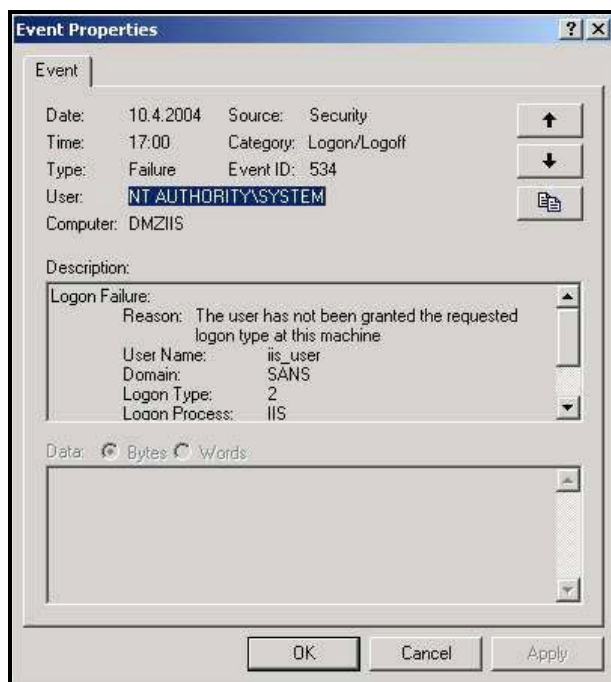 Event Properties
Event
Date: 10.4.2004 Source: Security
Time: 17:00 Category: Logon/Logoff
Type: Failure Event ID: 534
User: NT AUTHORITY\SYSTEM
Computer: DMZIIS
Description:
Logon Failure:
Reason: The user has not been granted the requested
logon type at this machine
User Name: iis_user
Domain: SANS
Logon Type: 2
Logon Process: IIS
Data: Bytes Words
OK Cancel Apply